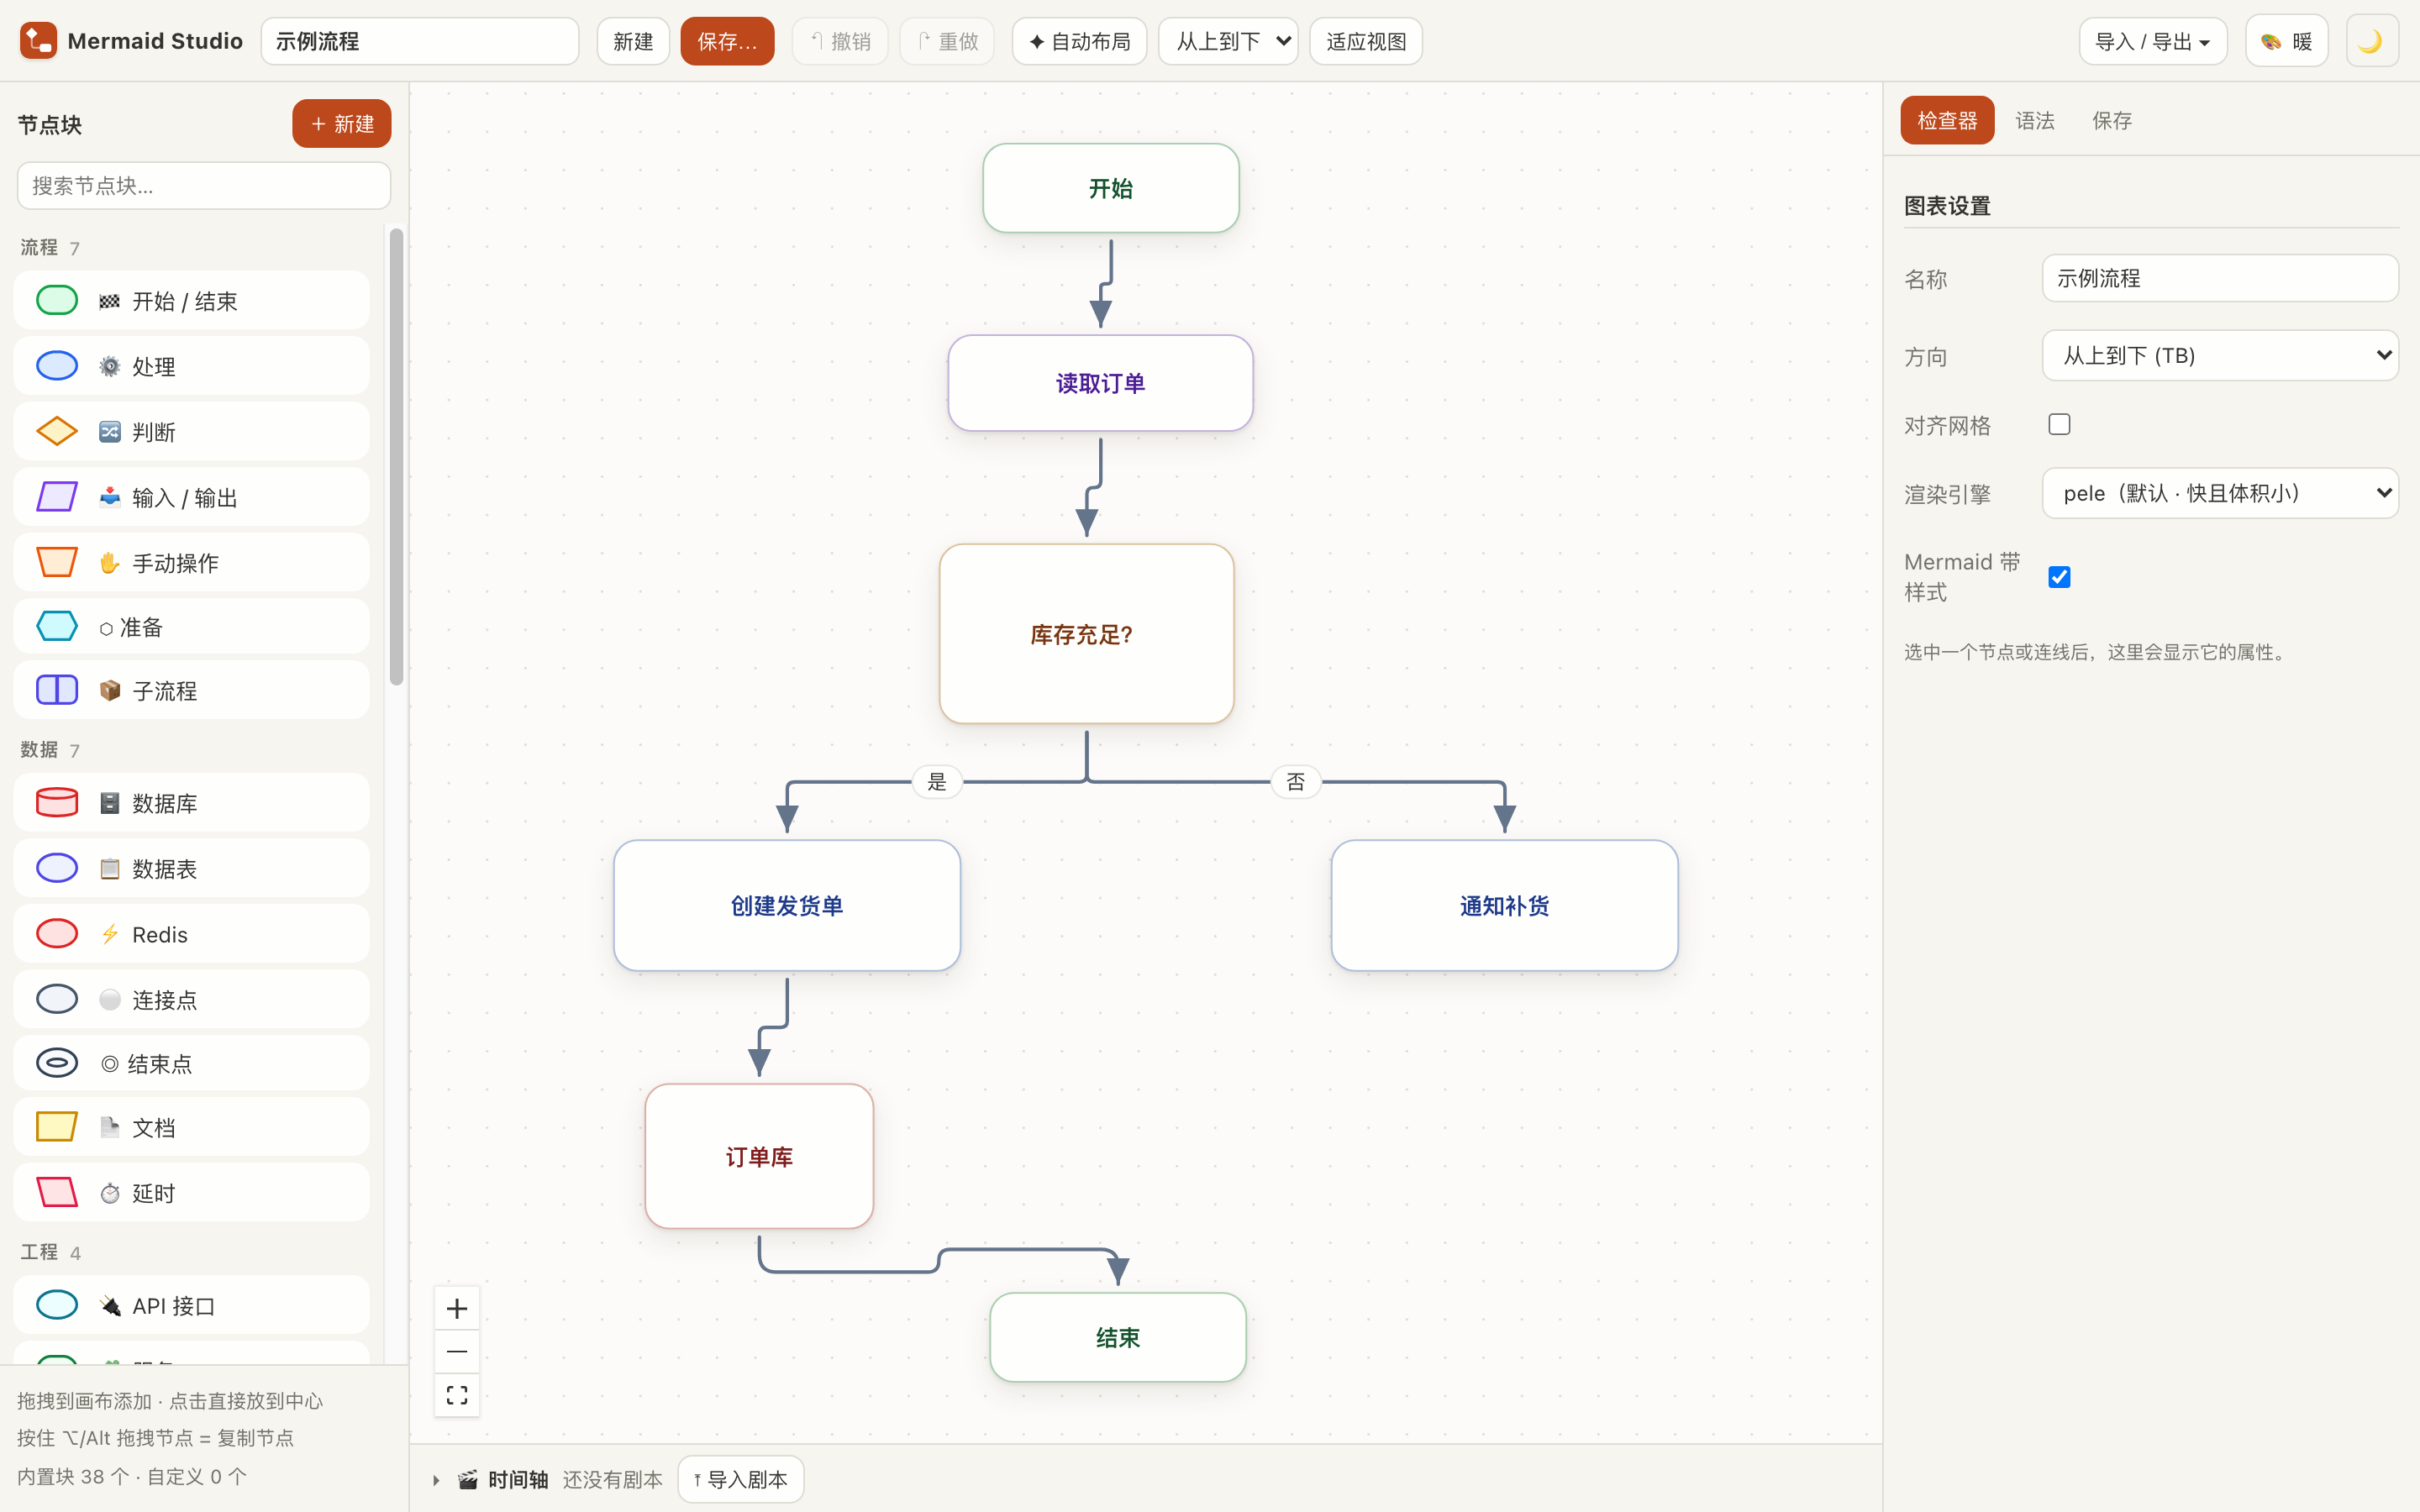 Mermaid Studio
示例流程
新建
保存...
撤销
重做
自动布局
从上到下
适应视图
导入 / 导出
暖
节点块
+ 新建
搜索节点块...
流程 7
开始 / 结束
处理
判断
输入 / 输出
手动操作
准备
子流程
数据 7
数据库
数据表
Redis
连接点
结束点
文档
延时
工程 4
API 接口
拖拽到画布添加 · 点击直接放到中心
按住 ⌥/Alt 拖拽节点 = 复制节点
内置块 38 个 · 自定义 0 个
开始
读取订单
库存充足?
是
否
创建发货单
通知补货
订单库
结束
时间轴 还没有剧本
导入剧本
检查器
语法
保存
图表设置
名称
示例流程
方向
从上到下 (TB)
对齐网格
渲染引擎
pele（默认 · 快且体积小）
Mermaid 带
样式
选中一个节点或连线后，这里会显示它的属性。